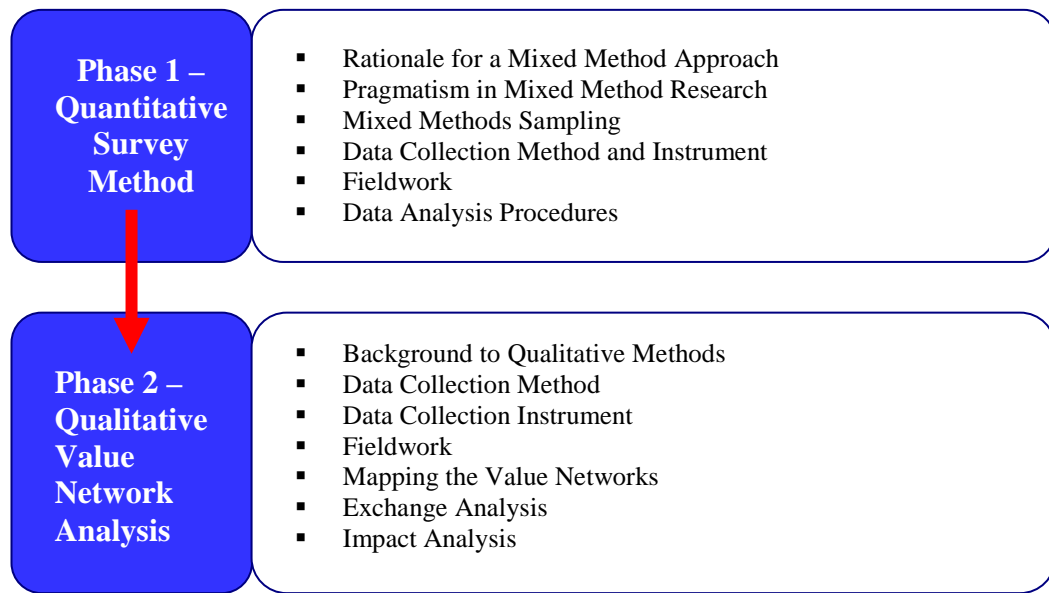 Phase 1 –
Quantitative
Survey
Method
▪ Rationale for a Mixed Method Approach
▪ Pragmatism in Mixed Method Research
▪ Mixed Methods Sampling
▪ Data Collection Method and Instrument
▪ Fieldwork
▪ Data Analysis Procedures
Phase 2 –
Qualitative
Value
Network
Analysis
▪ Background to Qualitative Methods
▪ Data Collection Method
▪ Data Collection Instrument
▪ Fieldwork
▪ Mapping the Value Networks
▪ Exchange Analysis
▪ Impact Analysis